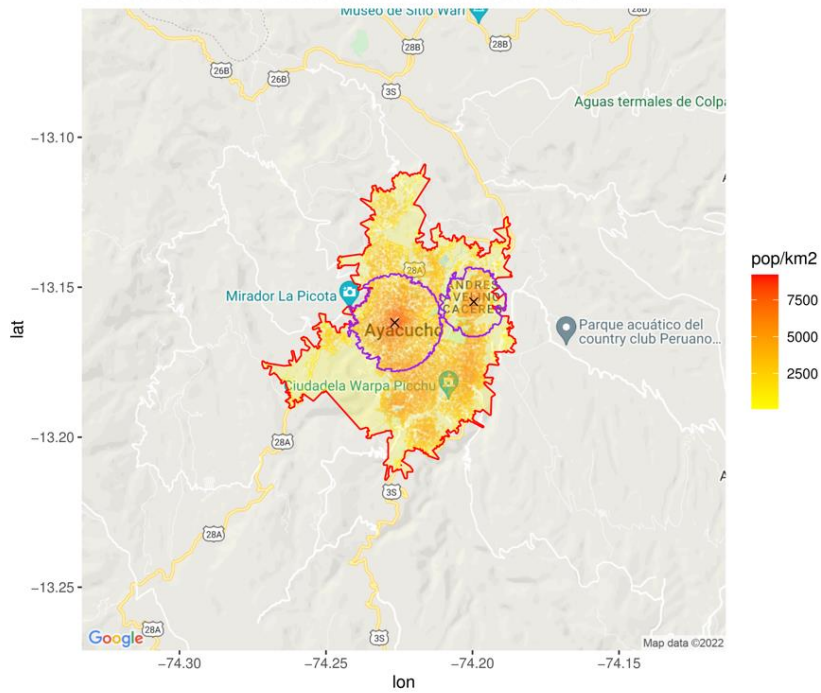 Museo de Sitio Wari
28B
28B
26B
26B
3S
Aguas termales de Colpa
−13.10
28A
−13.15
Mirador La Picota
ANDRES
AVELINO
CACERES
Ayacucho
Parque acuático del
country club Peruano...
Ciudadela Warpa Picchu
−13.20
28A
3S
28A
−13.25
28A
3S
Google
Map data ©2022
−74.30
−74.25
−74.20
−74.15
lon
lat
pop/km2
7500
5000
2500